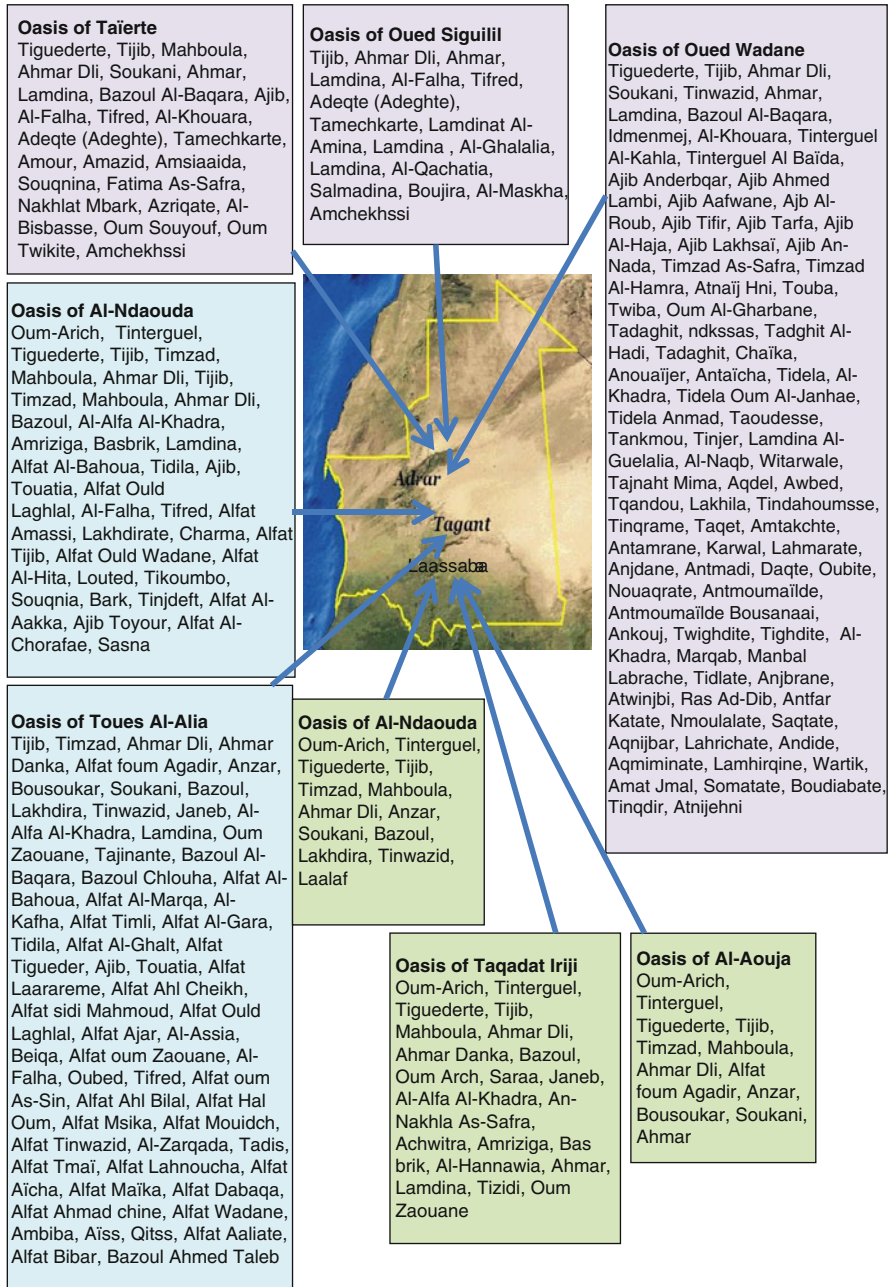 Oasis of Taïerte
Tiguederte, Tijib, Mahboula,
Ahmar Dli, Soukani, Ahmar,
Lamdina, Bazoul Al-Baqara, Ajib,
Al-Falha, Tifred, Al-Khouara,
Adeqte (Adeghte), Tamechkarte,
Amour, Amazid, Amsiaaida,
Souqnina, Fatima As-Safra,
Nakhlat Mbark, Azriqate, Al-
Bisbasse, Oum Souyouf, Oum
Twikite, Amchekhssi
Oasis of Oued Siguilil
Tijib, Ahmar Dli, Ahmar,
Lamdina, Al-Falha, Tifred,
Adeqte (Adeghte),
Tamechkarte, Lamdinat Al-
Amina, Lamdina , Al-Ghalalia,
Lamdina, Al-Qachatia,
Salmadina, Boujira, Al-Maskha,
Amchekhssi
Oasis of Oued Wadane
Tiguederte, Tijib, Ahmar Dli,
Soukani, Tinwazid, Ahmar,
Lamdina, Bazoul Al-Baqara,
Idmenmej, Al-Khouara, Tinterguel
Al-Kahla, Tinterguel Al Baïda,
Ajib Anderbqar, Ajib Ahmed
Lambi, Ajib Aafwane, Ajb Al-
Roub, Ajib Tifir, Ajib Tarfa, Ajib
Al-Haja, Ajib Lakhsaï, Ajib An-
Nada, Timzad As-Safra, Timzad
Al-Hamra, Atnaïj Hni, Touba,
Twiba, Oum Al-Gharbane,
Tadaghit, ndkssas, Tadghit Al-
Hadi, Tadaghit, Chaïka,
Anouaïjer, Antaïcha, Tidela, Al-
Khadra, Tidela Oum Al-Janhae,
Tidela Anmad, Taoudesse,
Tankmou, Tinjer, Lamdina Al-
Guelalia, Al-Naqb, Witarwale,
Tajnaht Mima, Aqdel, Awbed,
Tqandou, Lakhila, Tindahoumsse,
Tinqrame, Taqet, Amtakchte,
Antamrane, Karwal, Lahmarate,
Anjdane, Antmadi, Daqte, Oubite,
Nouaqrate, Antmoumaïlde,
Antmoumaïlde Bousanaai,
Ankouj, Twighdite, Tighdite, Al-
Khadra, Marqab, Manbal
Labrache, Tidlate, Anjbrane,
Atwinjbi, Ras Ad-Dib, Antfar
Katate, Nmoulalate, Saqtate,
Aqnijbar, Lahrichate, Andide,
Aqmiminate, Lamhirqine, Wartik,
Amat Jmal, Somatate, Boudiabate,
Tinqdir, Atnijehni
Oasis of Al-Ndaouda
Oum-Arich, Tinterguel,
Tiguederte, Tijib, Timzad,
Mahboula, Ahmar Dli, Tijib,
Timzad, Mahboula, Ahmar Dli,
Bazoul, Al-Alfa Al-Khadra,
Amriziga, Basbrik, Lamdina,
Alfat Al-Bahoua, Tidila, Ajib,
Touatia, Alfat Ould
Laghlal, Al-Falha, Tifred, Alfat
Amassi, Lakhdirate, Charma, Alfat
Tijib, Alfat Ould Wadane, Alfat
Al-Hita, Louted, Tikoumbo,
Souqnia, Bark, Tinjdeft, Alfat Al-
Aakka, Ajib Toyour, Alfat Al-
Chorafae, Sasna
Adrar
Tagant
Laassaba
Oasis of Toues Al-Alia
Tijib, Timzad, Ahmar Dli, Ahmar
Danka, Alfat foum Agadir, Anzar,
Bousoukar, Soukani, Bazoul,
Lakhdira, Tinwazid, Janeb, Al-
Alfa Al-Khadra, Lamdina, Oum
Zaouane, Tajinante, Bazoul Al-
Baqara, Bazoul Chlouha, Alfat Al-
Bahoua, Alfat Al-Marqa, Al-
Kafha, Alfat Timli, Alfat Al-Gara,
Tidila, Alfat Al-Ghalt, Alfat
Tigueder, Ajib, Touatia, Alfat
Laarareme, Alfat Ahl Cheikh,
Alfat sidi Mahmoud, Alfat Ould
Laghlal, Alfat Ajar, Al-Assia,
Beiqa, Alfat oum Zaouane, Al-
Falha, Oubed, Tifred, Alfat oum
As-Sin, Alfat Ahl Bilal, Alfat Hal
Oum, Alfat Msika, Alfat Mouidch,
Alfat Tinwazid, Al-Zarqada, Tadis,
Alfat Tmaï, Alfat Lahnoucha, Alfat
Aïcha, Alfat Maïka, Alfat Dabaqa,
Alfat Ahmad chine, Alfat Wadane,
Ambiba, Aïss, Qitss, Alfat Aaliate,
Alfat Bibar, Bazoul Ahmed Taleb
Oasis of Al-Ndaouda
Oum-Arich, Tinterguel,
Tiguederte, Tijib,
Timzad, Mahboula,
Ahmar Dli, Anzar,
Soukani, Bazoul,
Lakhdira, Tinwazid,
Laalaf
Oasis of Taqadat Iriji
Oum-Arich, Tinterguel,
Tiguederte, Tijib,
Mahboula, Ahmar Dli,
Ahmar Danka, Bazoul,
Oum Arch, Saraa, Janeb,
Al-Alfa Al-Khadra, An-
Nakhla As-Safra,
Achwitra, Amriziga, Bas
brik, Al-Hannawia, Ahmar,
Lamdina, Tizidi, Oum
Zaouane
Oasis of Al-Aouja
Oum-Arich,
Tinterguel,
Tiguederte, Tijib,
Timzad, Mahboula,
Ahmar Dli, Alfat
foum Agadir, Anzar,
Bousoukar, Soukani,
Ahmar